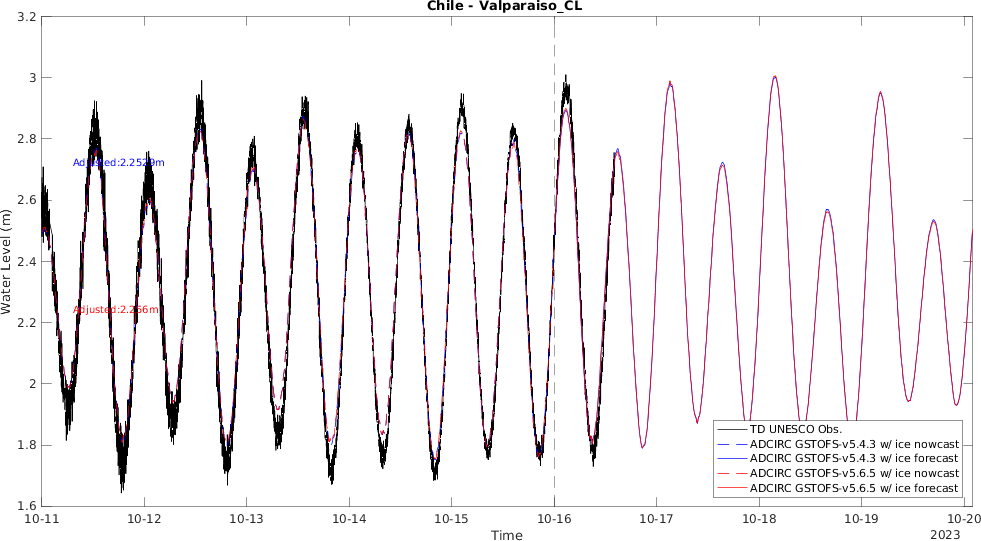 Chile - Valparaiso_CL
3.2
3
2.8
2.6
2.4
2.2
2
1.8
1.6
Water Level (m)
Adjusted:2.2529m
Adjusted:2.266m
TD UNESCO Obs.
ADCIRC GSTOFS-v5.4.3 w/ ice nowcast
ADCIRC GSTOFS-v5.4.3 w/ ice forecast
ADCIRC GSTOFS-v5.6.5 w/ ice nowcast
ADCIRC GSTOFS-v5.6.5 w/ ice forecast
10-11 10-12 10-13 10-14 10-15 10-16 10-17 10-18 10-19 10-20
Time
2023